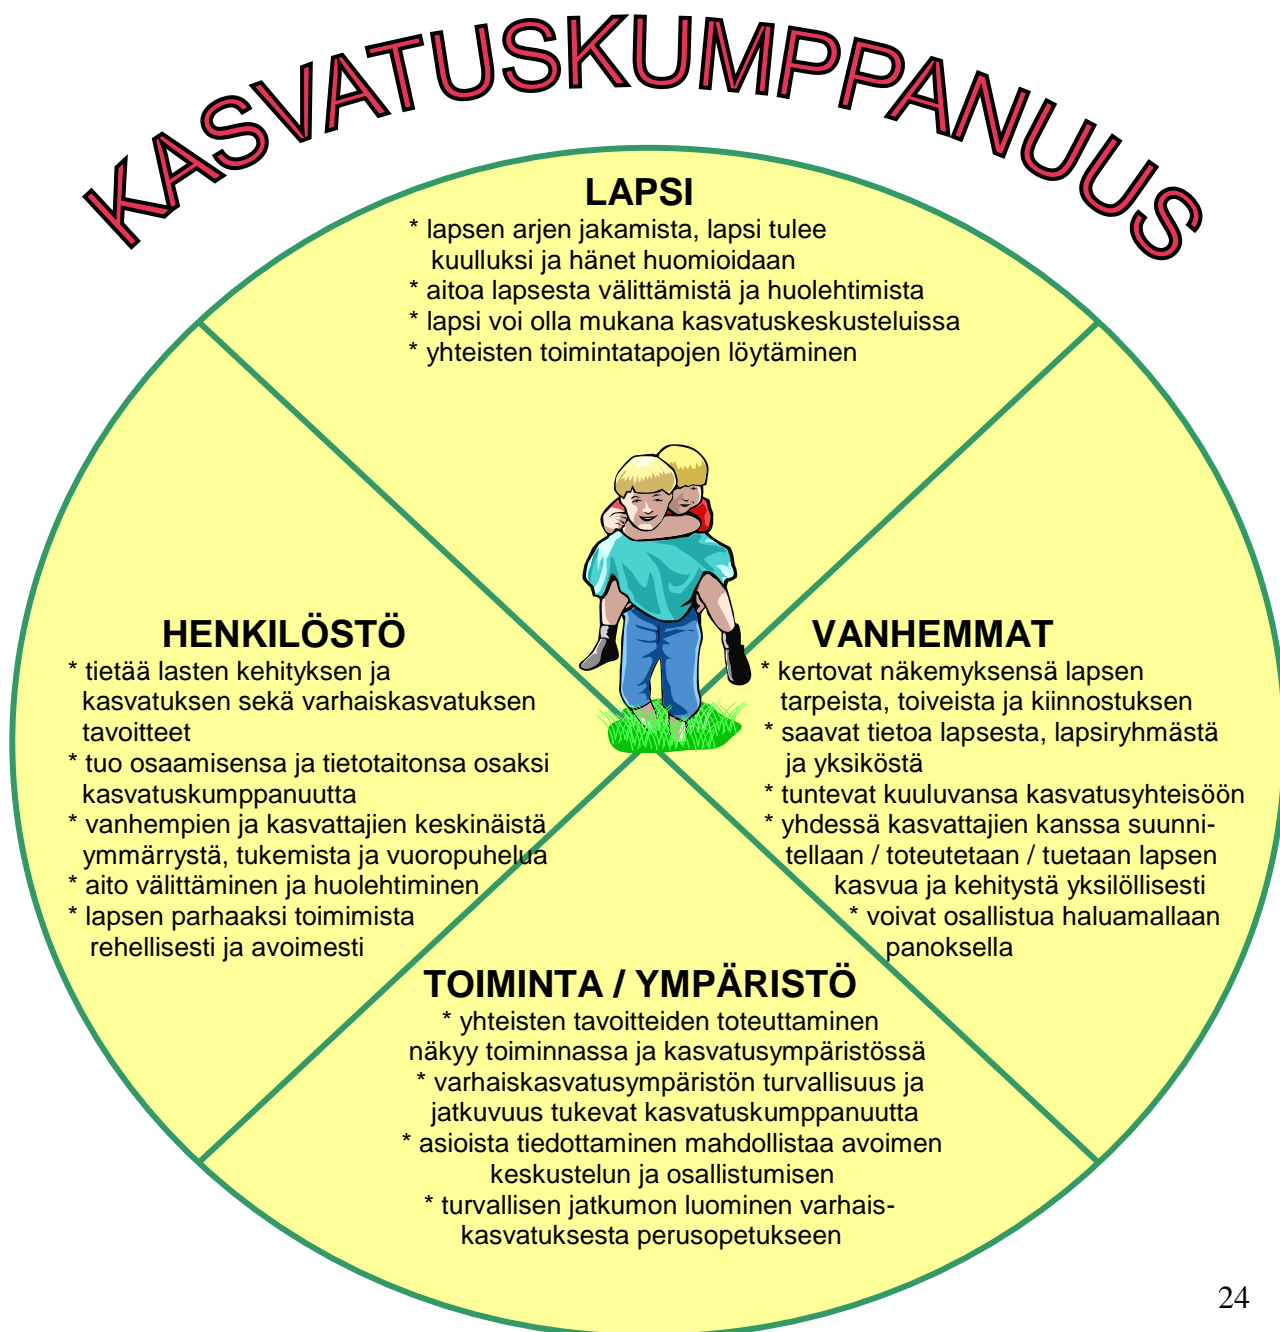 KASVATUSKUMPPANUUS
LAPSI
* lapsen arjen jakamista, lapsi tulee
kuulluksi ja hänet huomioidaan
* aitoa lapsesta välittämistä ja huolehtimista
* lapsi voi olla mukana kasvatuskeskusteluissa
* yhteisten toimintatapojen löytäminen
HENKILÖSTÖ
* tietää lasten kehityksen ja
kasvatuksen sekä varhaiskasvatuksen
tavoitteet
* tuo osaamisensa ja tietotaitonsa osaksi
kasvatuskumppanuutta
* vanhempien ja kasvattajien keskinäistä
ymmärrystä, tukemista ja vuoropuhelua
* aito välittäminen ja huolehtiminen
* lapsen parhaaksi toimimista
rehellisesti ja avoimesti
VANHEMMAT
* kertovat näkemyksensä lapsen
tarpeista, toiveista ja kiinnostuksen
* saavat tietoa lapsesta, lapsiryhmästä
ja yksiköstä
* tuntevat kuuluvansa kasvatusyhteisöön
* yhdessä kasvattajien kanssa suunni-
tellaan / toteutetaan / tuetaan lapsen
kasvua ja kehitystä yksilöllisesti
* voivat osallistua haluamallaan
panoksella
TOIMINTA / YMPÄRISTÖ
* yhteisten tavoitteiden toteuttaminen
näkyy toiminnassa ja kasvatusympäristössä
* varhaiskasvatusympäristön turvallisuus ja
jatkuvuus tukevat kasvatuskumppanuutta
* asioista tiedottaminen mahdollistaa avoimen
keskustelun ja osallistumisen
* turvallisen jatkumon luominen varhais-
kasvatuksesta perusopetukseen
24